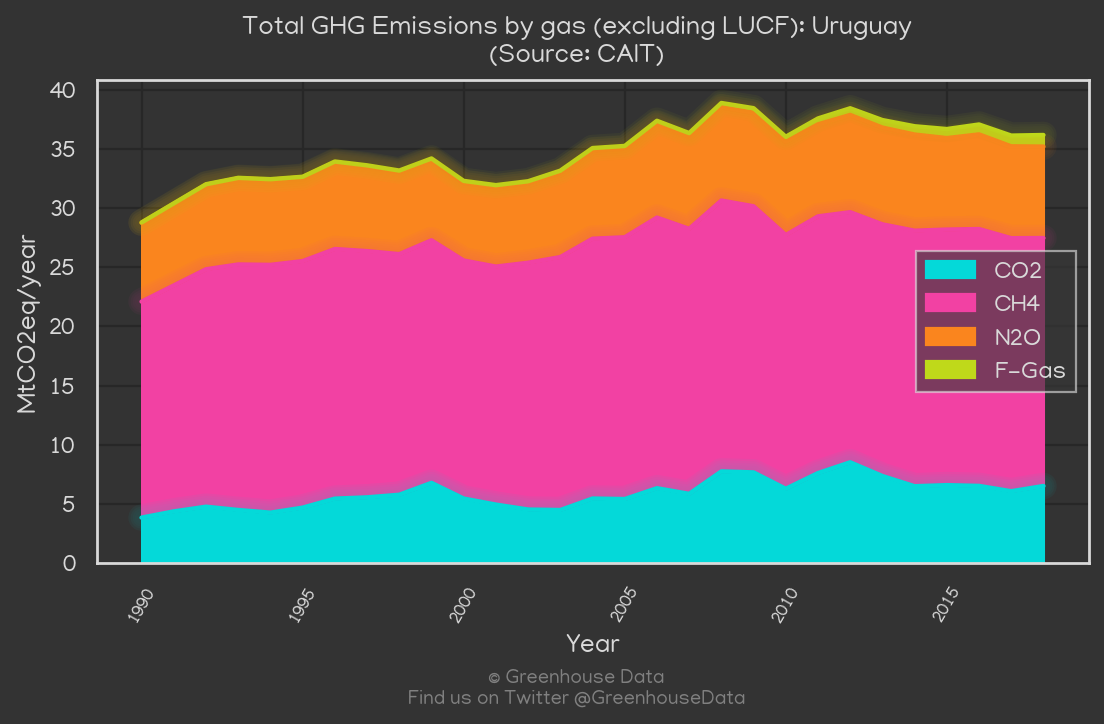 Total GHG Emissions by gas (excluding LUCF): Uruguay
(Source: CAIT)
MtCO2eq/year
40
35
30
25
20
15
10
5
0
CO2
CH4
N2O
F-Gas
1990
1995
2000
2005
2010
2015
Year
© Greenhouse Data
Find us on Twitter @GreenhouseData